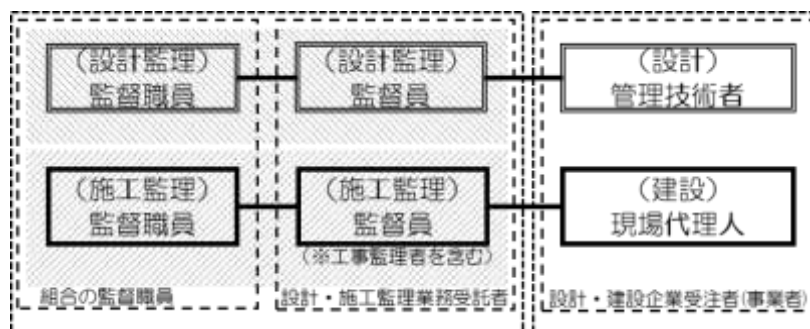 （設計監理）
監督職員
（設計監理）
監督員
（設計）
管理技術者
（施工監理）
監督職員
（施工監理）
監督員
（※工事監理者を含む）
（建設）
現場代理人
組合の監督職員
設計・施工監理業務受託者
設計・建設企業受注者(事業者)